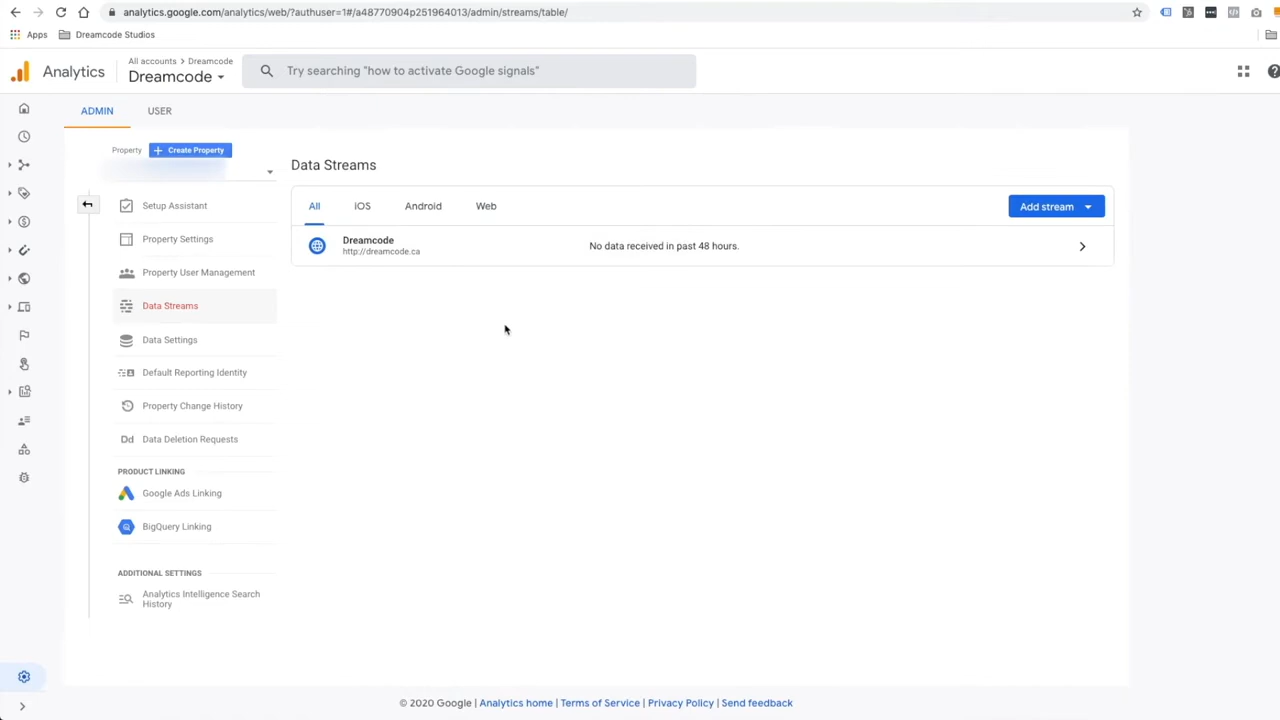 analytics.google.com/analytics/web/?authuser=1#/a48770904p251964013/admin/streams/table/
Apps
Dreamcode Studios
Analytics
All accounts > Dreamcode
Dreamcode
Try searching "how to activate Google signals"
ADMIN
USER
Property
+ Create Property
Data Streams
Setup Assistant
All
iOS
Android
Web
Add stream
Property Settings
Dreamcode
http://dreamcode.ca
No data received in past 48 hours.
Property User Management
Data Streams
Data Settings
Default Reporting Identity
Property Change History
Dd Data Deletion Requests
PRODUCT LINKING
Google Ads Linking
BigQuery Linking
ADDITIONAL SETTINGS
Analytics Intelligence Search
History
© 2020 Google | Analytics home | Terms of Service | Privacy Policy | Send feedback